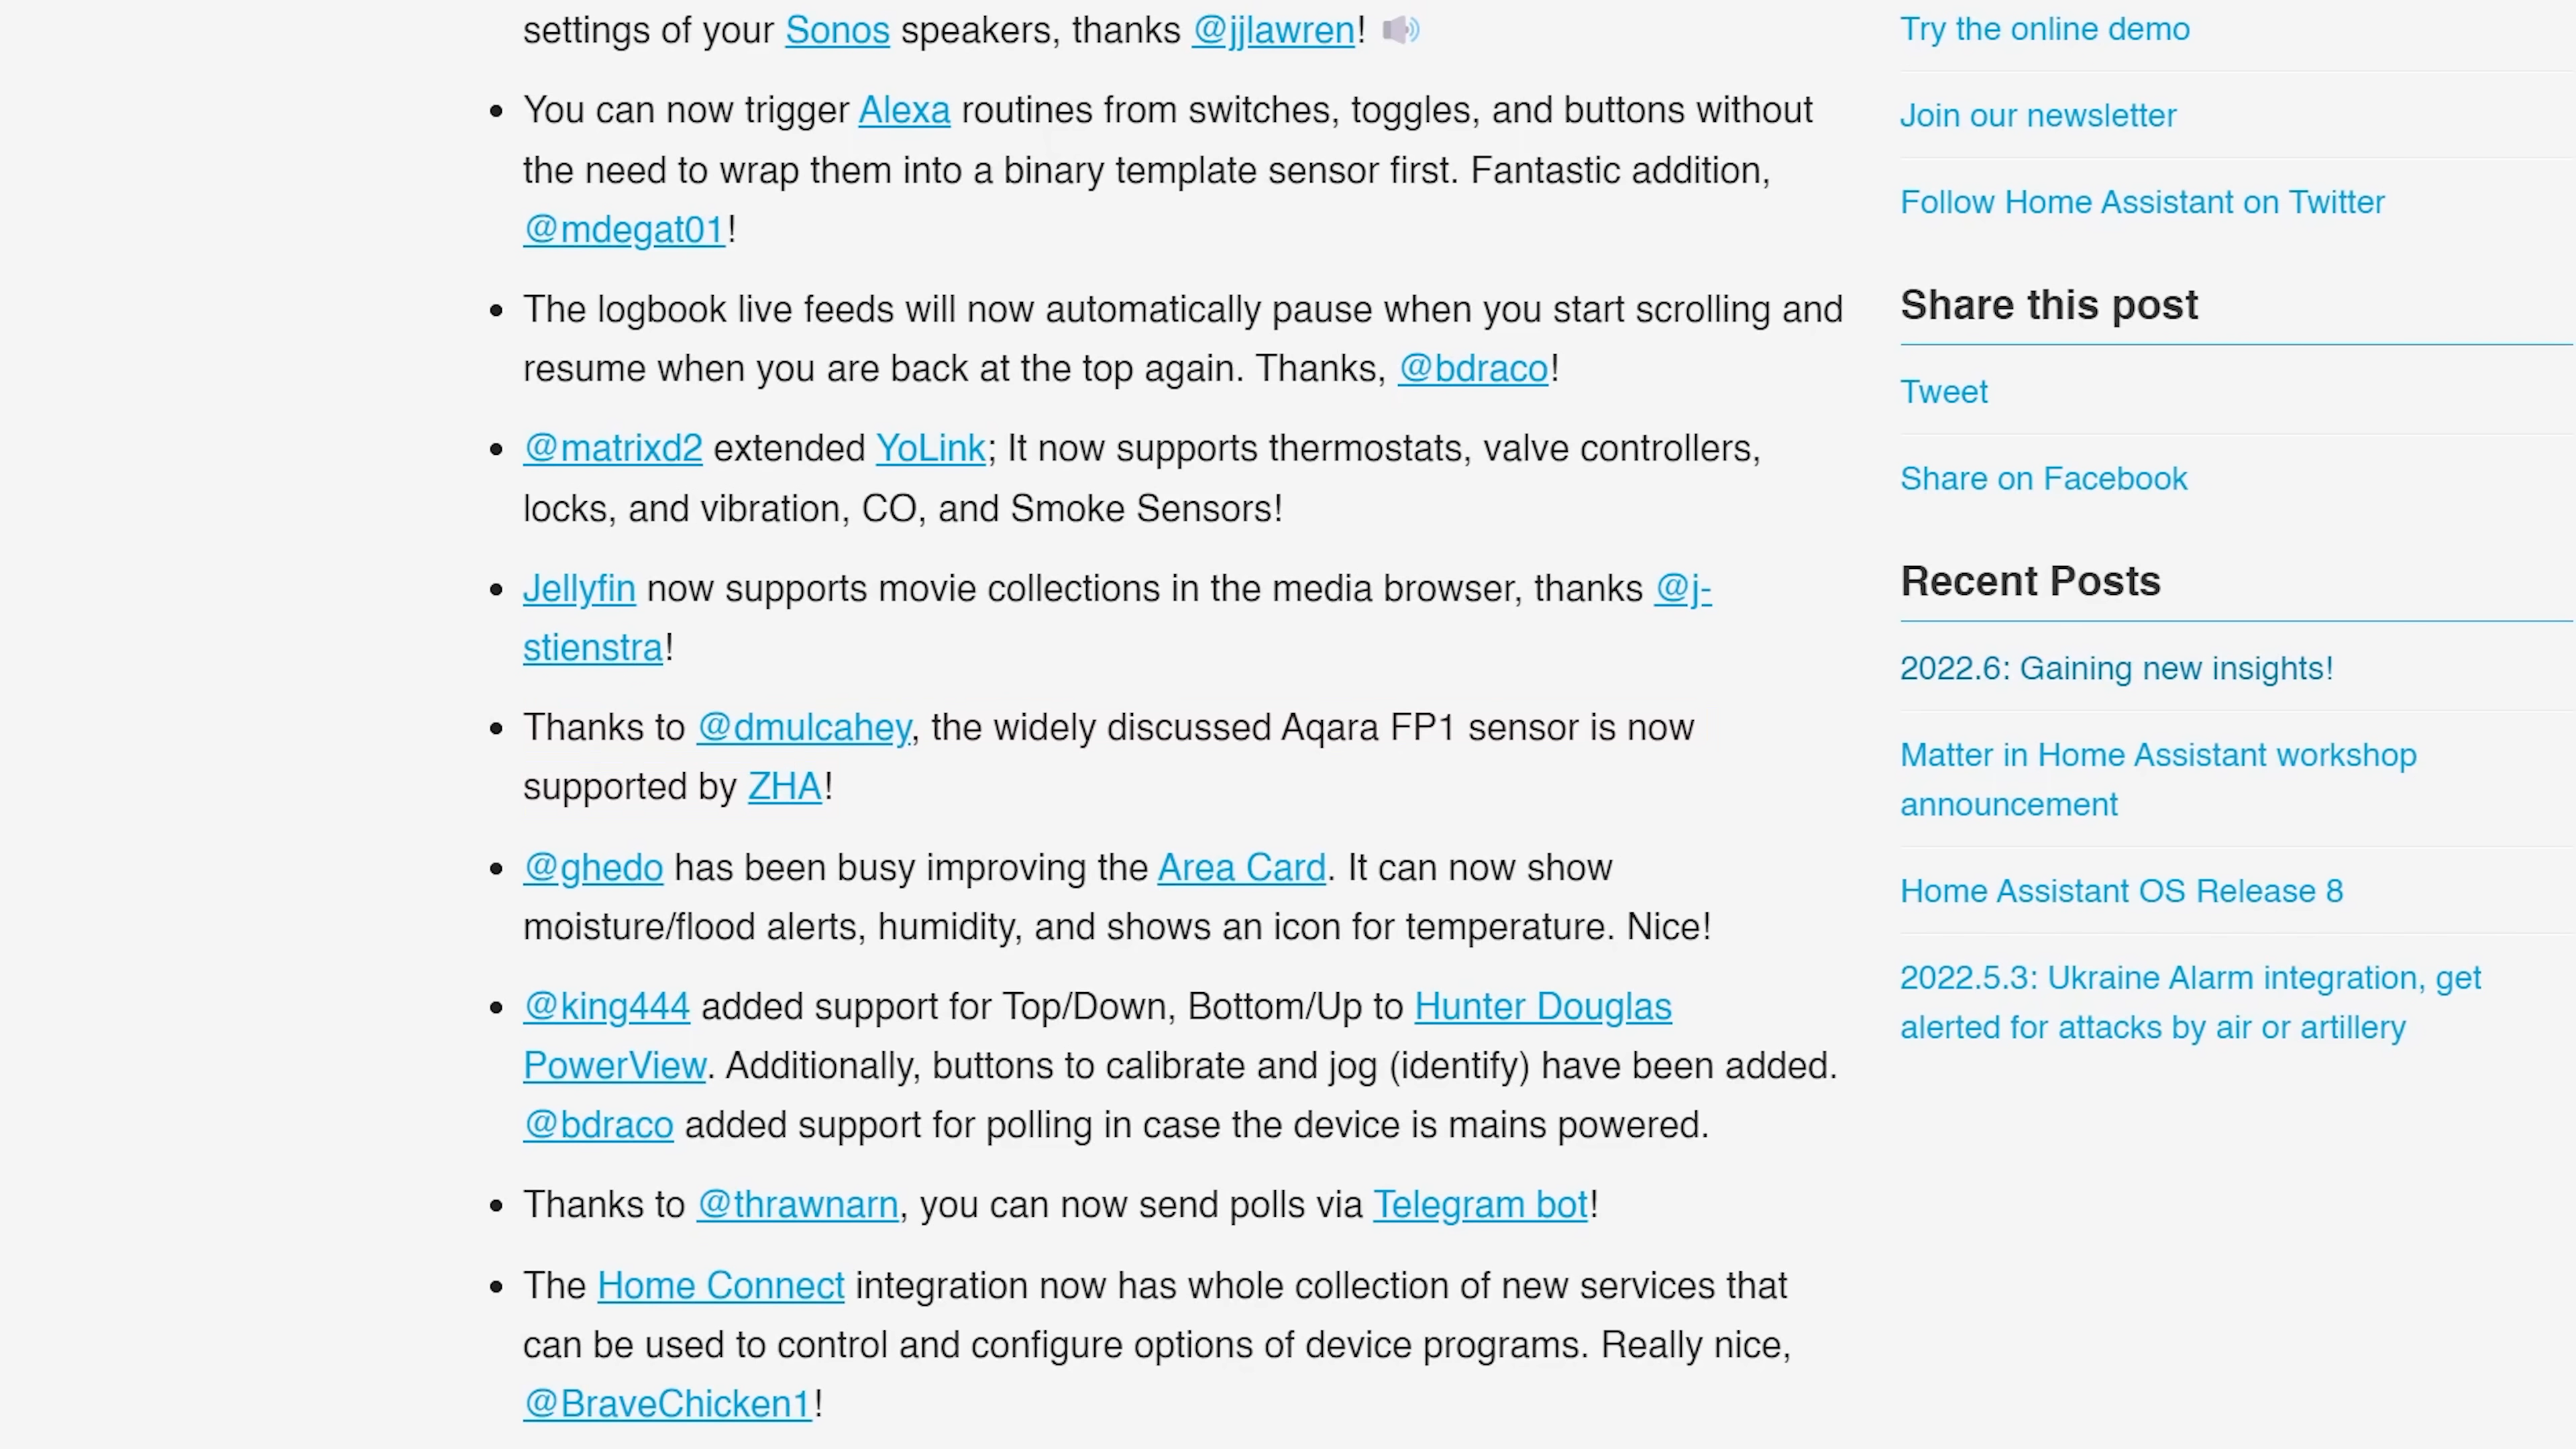 settings of your Sonos speakers, thanks @jjlawren! 🔊
• You can now trigger Alexa routines from switches, toggles, and buttons without
the need to wrap them into a binary template sensor first. Fantastic addition,
@mdegat01!
• The logbook live feeds will now automatically pause when you start scrolling and
resume when you are back at the top again. Thanks, @bdraco!
• @matrixd2 extended YoLink; It now supports thermostats, valve controllers,
locks, and vibration, CO, and Smoke Sensors!
• Jellyfin now supports movie collections in the media browser, thanks @j-
stienstra!
• Thanks to @dmulcahey, the widely discussed Aqara FP1 sensor is now
supported by ZHA!
• @ghedo has been busy improving the Area Card. It can now show
moisture/flood alerts, humidity, and shows an icon for temperature. Nice!
• @king444 added support for Top/Down, Bottom/Up to Hunter Douglas
PowerView. Additionally, buttons to calibrate and jog (identify) have been added.
@bdraco added support for polling in case the device is mains powered.
• Thanks to @thrawnarn, you can now send polls via Telegram bot!
• The Home Connect integration now has whole collection of new services that
can be used to control and configure options of device programs. Really nice,
@BraveChicken1!
Try the online demo
Join our newsletter
Follow Home Assistant on Twitter
Share this post
Tweet
Share on Facebook
Recent Posts
2022.6: Gaining new insights!
Matter in Home Assistant workshop
announcement
Home Assistant OS Release 8
2022.5.3: Ukraine Alarm integration, get
alerted for attacks by air or artillery